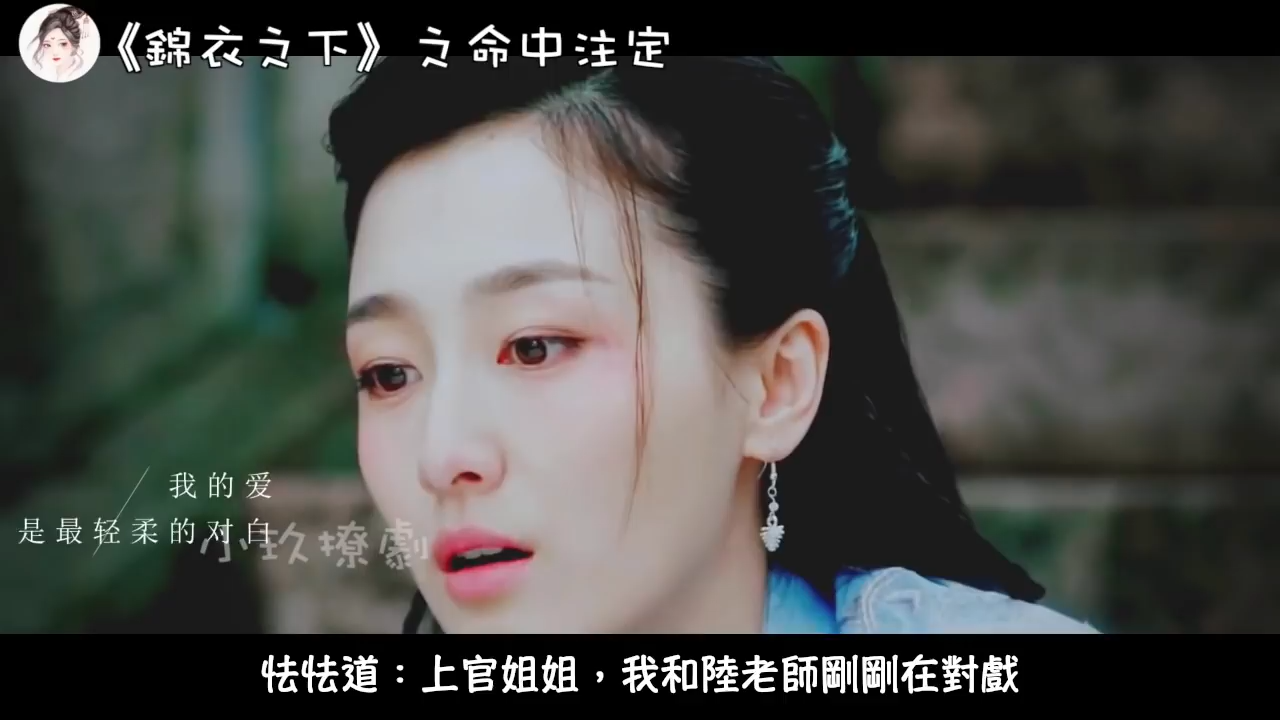 《錦衣之下》之命中注定
我的爱
是最轻柔的对白
小玖撩劇
怯怯道：上官姐姐，我和陸老師剛剛在對戲